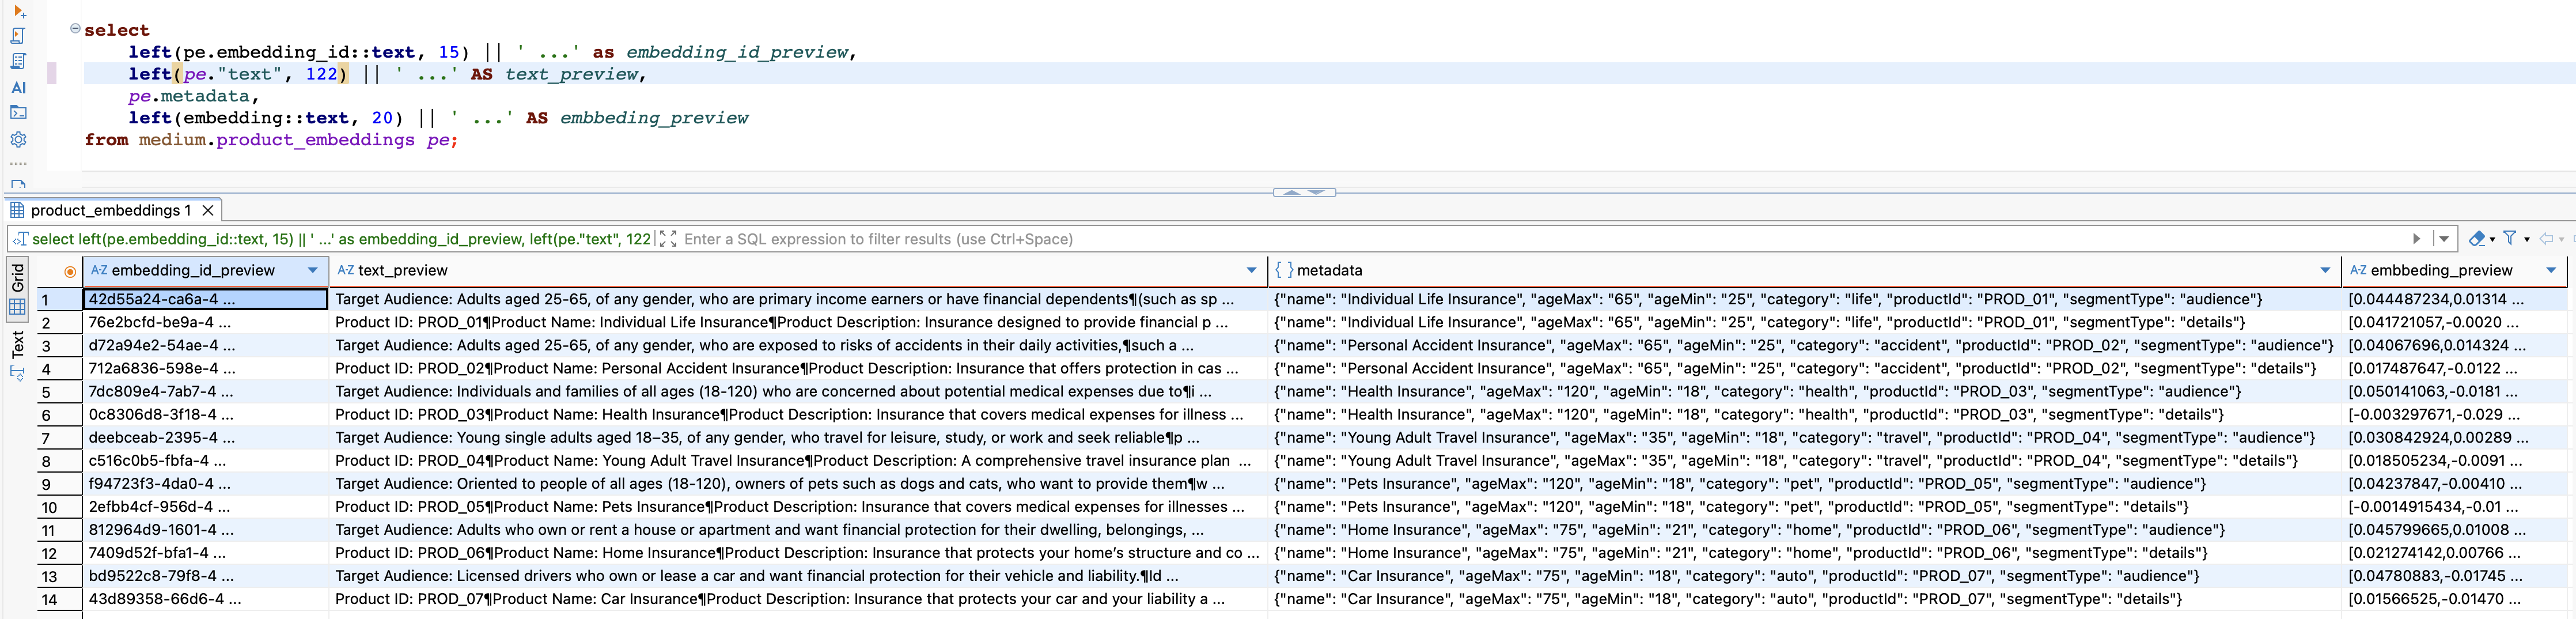 select
left(pe.embedding_id::text, 15) || ' ...' as embedding_id_preview,
left(pe."text", 122) || ' ...' AS text_preview,
AI
pe.metadata,
left(embedding::text, 20) || ' ...' AS embbeding_preview
from medium.product_embeddings pe;
product_embeddings 1
select left(pe.embedding_id::text, 15) || ' ...' as embedding_id_preview, left(pe."text", 122 Enter a SQL expression to filter results (use Ctrl+Space)
Grid
Text
A-Z embedding_id_preview A-Z text_preview { } metadata A-Z embbeding_preview
1 42d55a24-ca6a-4 ... Target Audience: Adults aged 25-65, of any gender, who are primary income earners or have financial dependents¶(such as sp ... {"name": "Individual Life Insurance", "ageMax": "65", "ageMin": "25", "category": "life", "productId": "PROD_01", "segmentType": "audience"} [0.044487234,0.01314 ...
2 76e2bcfd-be9a-4 ... Product ID: PROD_01¶Product Name: Individual Life Insurance¶Product Description: Insurance designed to provide financial p ... {"name": "Individual Life Insurance", "ageMax": "65", "ageMin": "25", "category": "life", "productId": "PROD_01", "segmentType": "details"} [0.041721057,-0.0020 ...
3 d72a94e2-54ae-4 ... Target Audience: Adults aged 25-65, of any gender, who are exposed to risks of accidents in their daily activities,¶such a ... {"name": "Personal Accident Insurance", "ageMax": "65", "ageMin": "25", "category": "accident", "productId": "PROD_02", "segmentType": "audience"} [0.04067696,0.014324 ...
4 712a6836-598e-4 ... Product ID: PROD_02¶Product Name: Personal Accident Insurance¶Product Description: Insurance that offers protection in cas ... {"name": "Personal Accident Insurance", "ageMax": "65", "ageMin": "25", "category": "accident", "productId": "PROD_02", "segmentType": "details"} [0.017487647,-0.0122 ...
5 7dc809e4-7ab7-4 ... Target Audience: Individuals and families of all ages (18-120) who are concerned about potential medical expenses due to¶i ... {"name": "Health Insurance", "ageMax": "120", "ageMin": "18", "category": "health", "productId": "PROD_03", "segmentType": "audience"} [0.050141063,-0.0181 ...
6 0c8306d8-3f18-4 ... Product ID: PROD_03¶Product Name: Health Insurance¶Product Description: Insurance that covers medical expenses for illness ... {"name": "Health Insurance", "ageMax": "120", "ageMin": "18", "category": "health", "productId": "PROD_03", "segmentType": "details"} [-0.003297671,-0.029 ...
7 deebceab-2395-4 ... Target Audience: Young single adults aged 18–35, of any gender, who travel for leisure, study, or work and seek reliable¶p ... {"name": "Young Adult Travel Insurance", "ageMax": "35", "ageMin": "18", "category": "travel", "productId": "PROD_04", "segmentType": "audience"} [0.030842924,0.00289 ...
8 c516c0b5-fbfa-4 ... Product ID: PROD_04¶Product Name: Young Adult Travel Insurance¶Product Description: A comprehensive travel insurance plan ... {"name": "Young Adult Travel Insurance", "ageMax": "35", "ageMin": "18", "category": "travel", "productId": "PROD_04", "segmentType": "details"} [0.018505234,-0.0091 ...
9 f94723f3-4da0-4 ... Target Audience: Oriented to people of all ages (18-120), owners of pets such as dogs and cats, who want to provide them¶w ... {"name": "Pets Insurance", "ageMax": "120", "ageMin": "18", "category": "pet", "productId": "PROD_05", "segmentType": "audience"} [0.04237847,-0.00410 ...
10 2efbb4cf-956d-4 ... Product ID: PROD_05¶Product Name: Pets Insurance¶Product Description: Insurance that covers medical expenses for illnesses ... {"name": "Pets Insurance", "ageMax": "120", "ageMin": "18", "category": "pet", "productId": "PROD_05", "segmentType": "details"} [-0.0014915434,-0.01 ...
11 812964d9-1601-4 ... Target Audience: Adults who own or rent a house or apartment and want financial protection for their dwelling, belongings, ... {"name": "Home Insurance", "ageMax": "75", "ageMin": "21", "category": "home", "productId": "PROD_06", "segmentType": "audience"} [0.045799665,0.01008 ...
12 7409d52f-bfa1-4 ... Product ID: PROD_06¶Product Name: Home Insurance¶Product Description: Insurance that protects your home’s structure and co ... {"name": "Home Insurance", "ageMax": "75", "ageMin": "21", "category": "home", "productId": "PROD_06", "segmentType": "details"} [0.021274142,0.00766 ...
13 bd9522c8-79f8-4 ... Target Audience: Licensed drivers who own or lease a car and want financial protection for their vehicle and liability.¶Id ... {"name": "Car Insurance", "ageMax": "75", "ageMin": "18", "category": "auto", "productId": "PROD_07", "segmentType": "audience"} [0.04780883,-0.01745 ...
14 43d89358-66d6-4 ... Product ID: PROD_07¶Product Name: Car Insurance¶Product Description: Insurance that protects your car and your liability a ... {"name": "Car Insurance", "ageMax": "75", "ageMin": "18", "category": "auto", "productId": "PROD_07", "segmentType": "details"} [0.01566525,-0.01470 ...